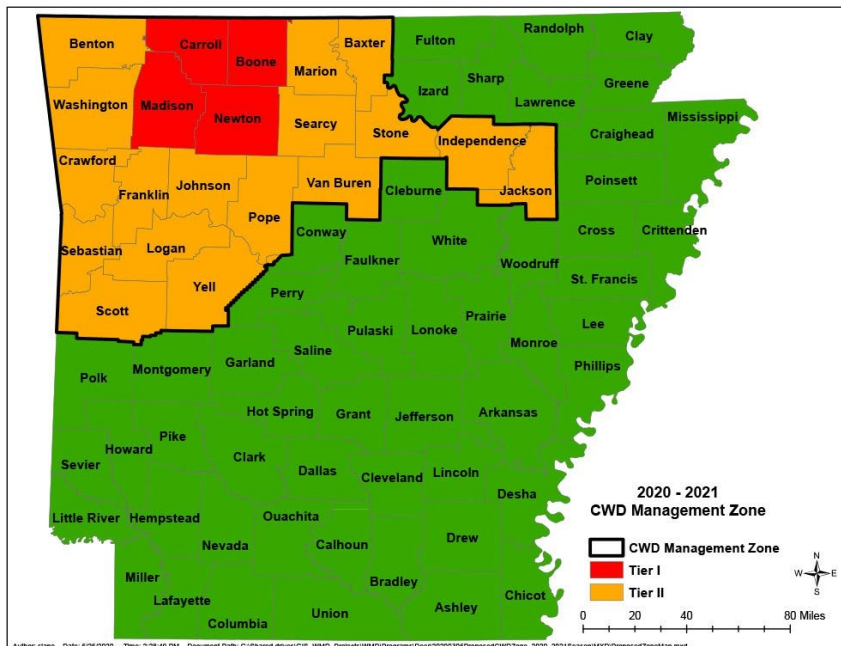 Benton
Carroll
Boone
Marion
Baxter
Fulton
Randolph
Clay
Izard
Sharp
Greene
Lawrence
Washington
Madison
Newton
Searcy
Stone
Independence
Craighead
Mississippi
Crawford
Franklin
Johnson
Pope
Van Buren
Cleburne
Jackson
Poinsett
Sebastian
Logan
Conway
Faulkner
White
Woodruff
Cross
Crittenden
St. Francis
Scott
Yell
Perry
Pulaski
Lonoke
Prairie
Monroe
Lee
Phillips
Polk
Montgomery
Garland
Saline
Hot Spring
Grant
Jefferson
Arkansas
Howard
Pike
Sevier
Clark
Dallas
Cleveland
Lincoln
Desha
Little River
Hempstead
Ouachita
Nevada
Calhoun
Drew
Miller
Lafayette
Bradley
Columbia
Union
Ashley
Chicot
2020 - 2021
CWD Management Zone
CWD Management Zone
Tier I
Tier II
N
W
E
S
0 20 40 80 Miles